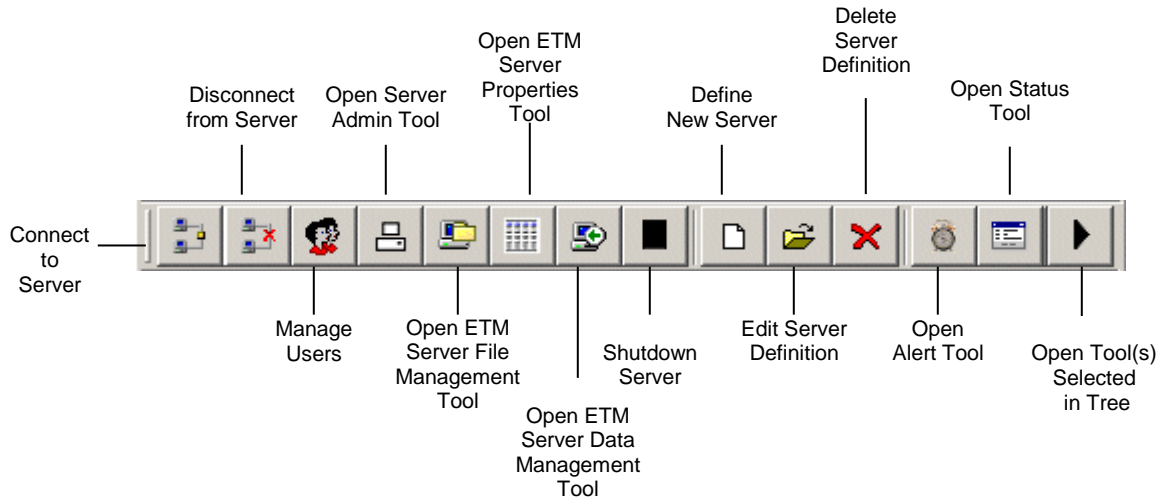 Delete
Server
Definition
Open ETM
Server
Properties
Tool
Disconnect
from Server
Open Server
Admin Tool
Define
New Server
Open Status
Tool
Connect
to
Server
Manage
Users
Open ETM
Server File
Management
Tool
Shutdown
Server
Edit Server
Definition
Open
Alert Tool
Open Tool(s)
Selected
in Tree
Open ETM
Server Data
Management
Tool